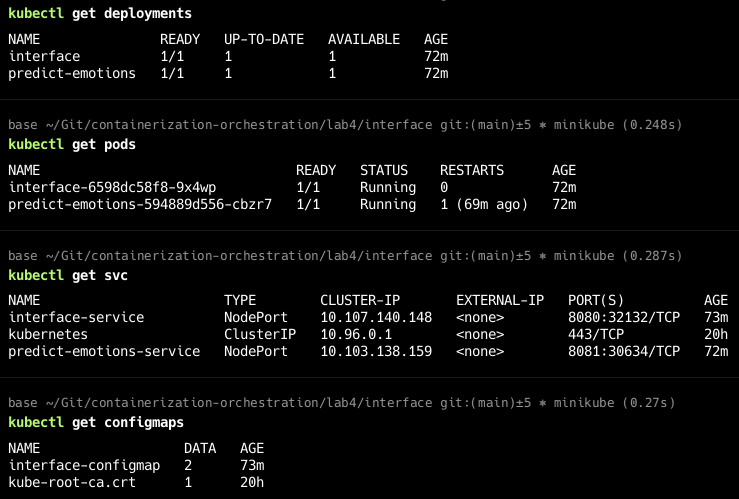 kubectl get deployments
NAME READY UP-TO-DATE AVAILABLE AGE
interface 1/1 1 1 72m
predict-emotions 1/1 1 1 72m
base ~/Git/containerization-orchestration/lab4/interface git:(main)±5 ⎈ minikube (0.248s)
kubectl get pods
NAME READY STATUS RESTARTS AGE
interface-6598dc58f8-9x4wp 1/1 Running 0 72m
predict-emotions-594889d556-cbzr7 1/1 Running 1 (69m ago) 72m
base ~/Git/containerization-orchestration/lab4/interface git:(main)±5 ⎈ minikube (0.287s)
kubectl get svc
NAME TYPE CLUSTER-IP EXTERNAL-IP PORT(S) AGE
interface-service NodePort 10.107.140.148 <none> 8080:32132/TCP 73m
kubernetes ClusterIP 10.96.0.1 <none> 443/TCP 20h
predict-emotions-service NodePort 10.103.138.159 <none> 8081:30634/TCP 72m
base ~/Git/containerization-orchestration/lab4/interface git:(main)±5 ⎈ minikube (0.27s)
kubectl get configmaps
NAME DATA AGE
interface-configmap 2 73m
kube-root-ca.crt 1 20h